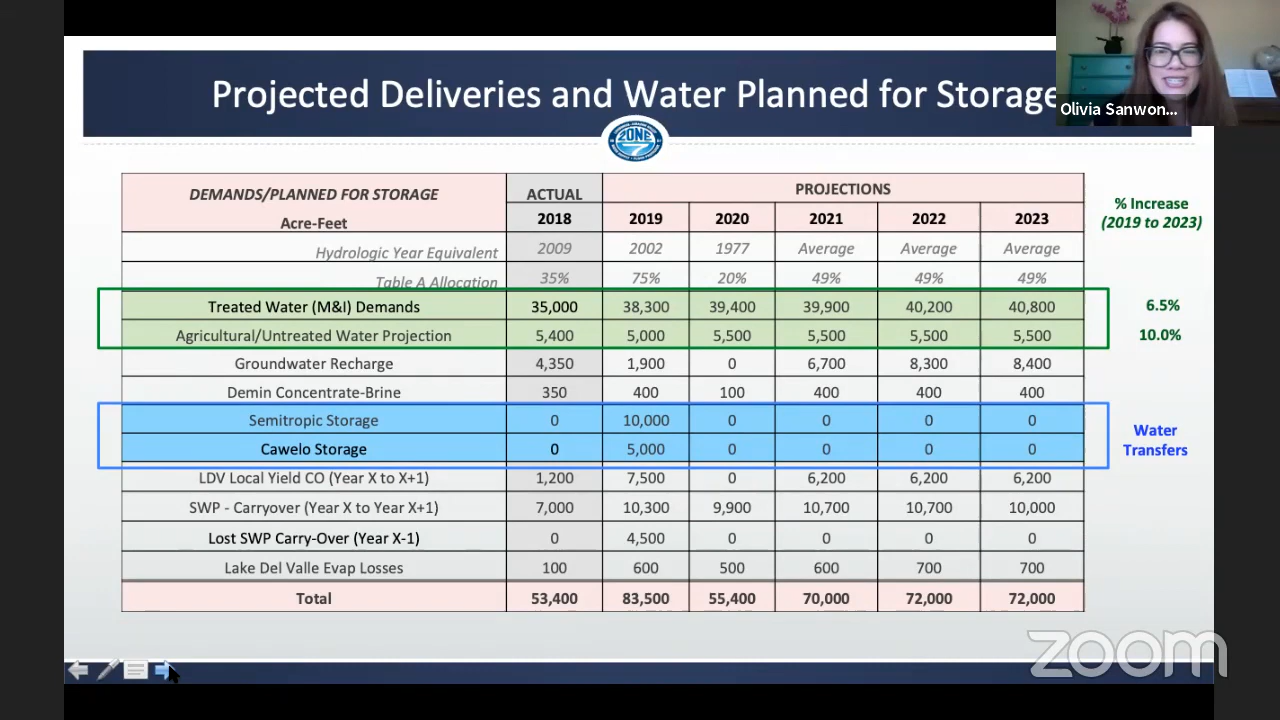 Projected Deliveries and Water Planned for Storage
Olivia Sanwon...
ZONE
7
DEMANDS/PLANNED FOR STORAGE ACTUAL PROJECTIONS
Acre-Feet 2018 2019 2020 2021 2022 2023
% Increase
(2019 to 2023)
Hydrologic Year Equivalent 2009 2002 1977 Average Average Average
Table A Allocation 35% 75% 20% 49% 49% 49%
Treated Water (M&I) Demands 35,000 38,300 39,400 39,900 40,200 40,800 6.5%
Agricultural/Untreated Water Projection 5,400 5,000 5,500 5,500 5,500 5,500 10.0%
Groundwater Recharge 4,350 1,900 0 6,700 8,300 8,400
Demin Concentrate-Brine 350 400 100 400 400 400
Semitropic Storage 0 10,000 0 0 0 0
Cawelo Storage 0 5,000 0 0 0 0
Water
Transfers
LDV Local Yield CO (Year X to X+1) 1,200 7,500 0 6,200 6,200 6,200
SWP - Carryover (Year X to Year X+1) 7,000 10,300 9,900 10,700 10,700 10,000
Lost SWP Carry-Over (Year X-1) 0 4,500 0 0 0 0
Lake Del Valle Evap Losses 100 600 500 600 700 700
Total 53,400 83,500 55,400 70,000 72,000 72,000
zoom